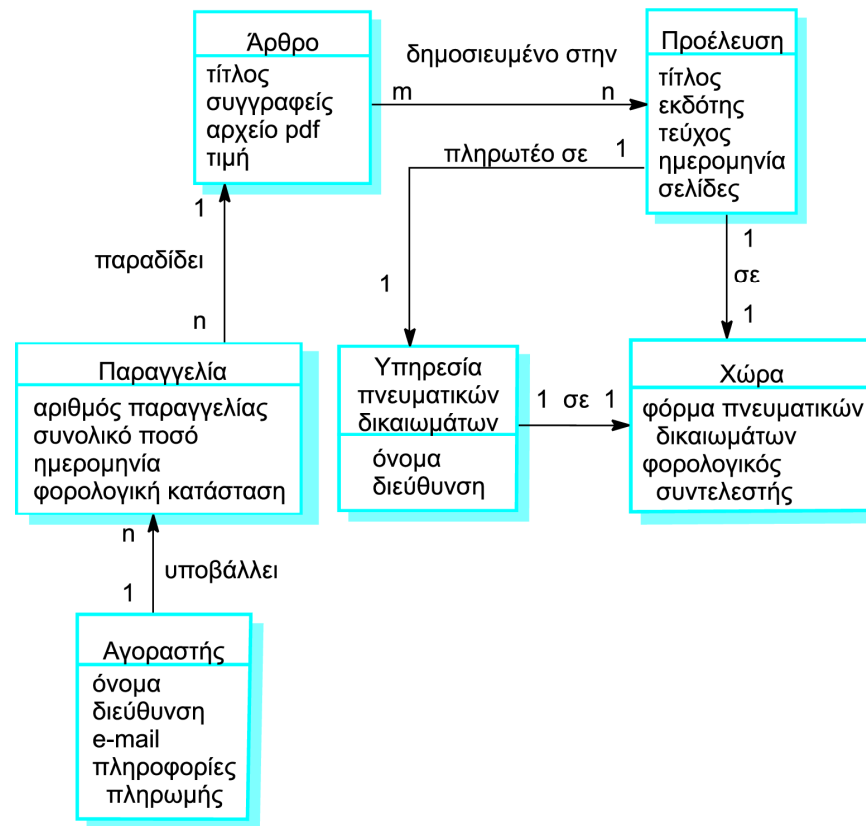 Άρθρο
τίτλος
συγγραφείς
αρχείο pdf
τιμή
δημοσιευμένο στην
m
n
Προέλευση
τίτλος
εκδότης
τεύχος
ημερομηνία
σελίδες
πληρωτέο σε
1
1
1
σε
1
1
παραδίδει
n
Παραγγελία
αριθμός παραγγελίας
συνολικό ποσό
ημερομηνία
φορολογική κατάσταση
Υπηρεσία
πνευματικών
δικαιωμάτων
όνομα
διεύθυνση
1 σε 1
Χώρα
φόρμα πνευματικών
δικαιωμάτων
φορολογικός
συντελεστής
n
υποβάλλει
1
Αγοραστής
όνομα
διεύθυνση
e-mail
πληροφορίες
πληρωμής